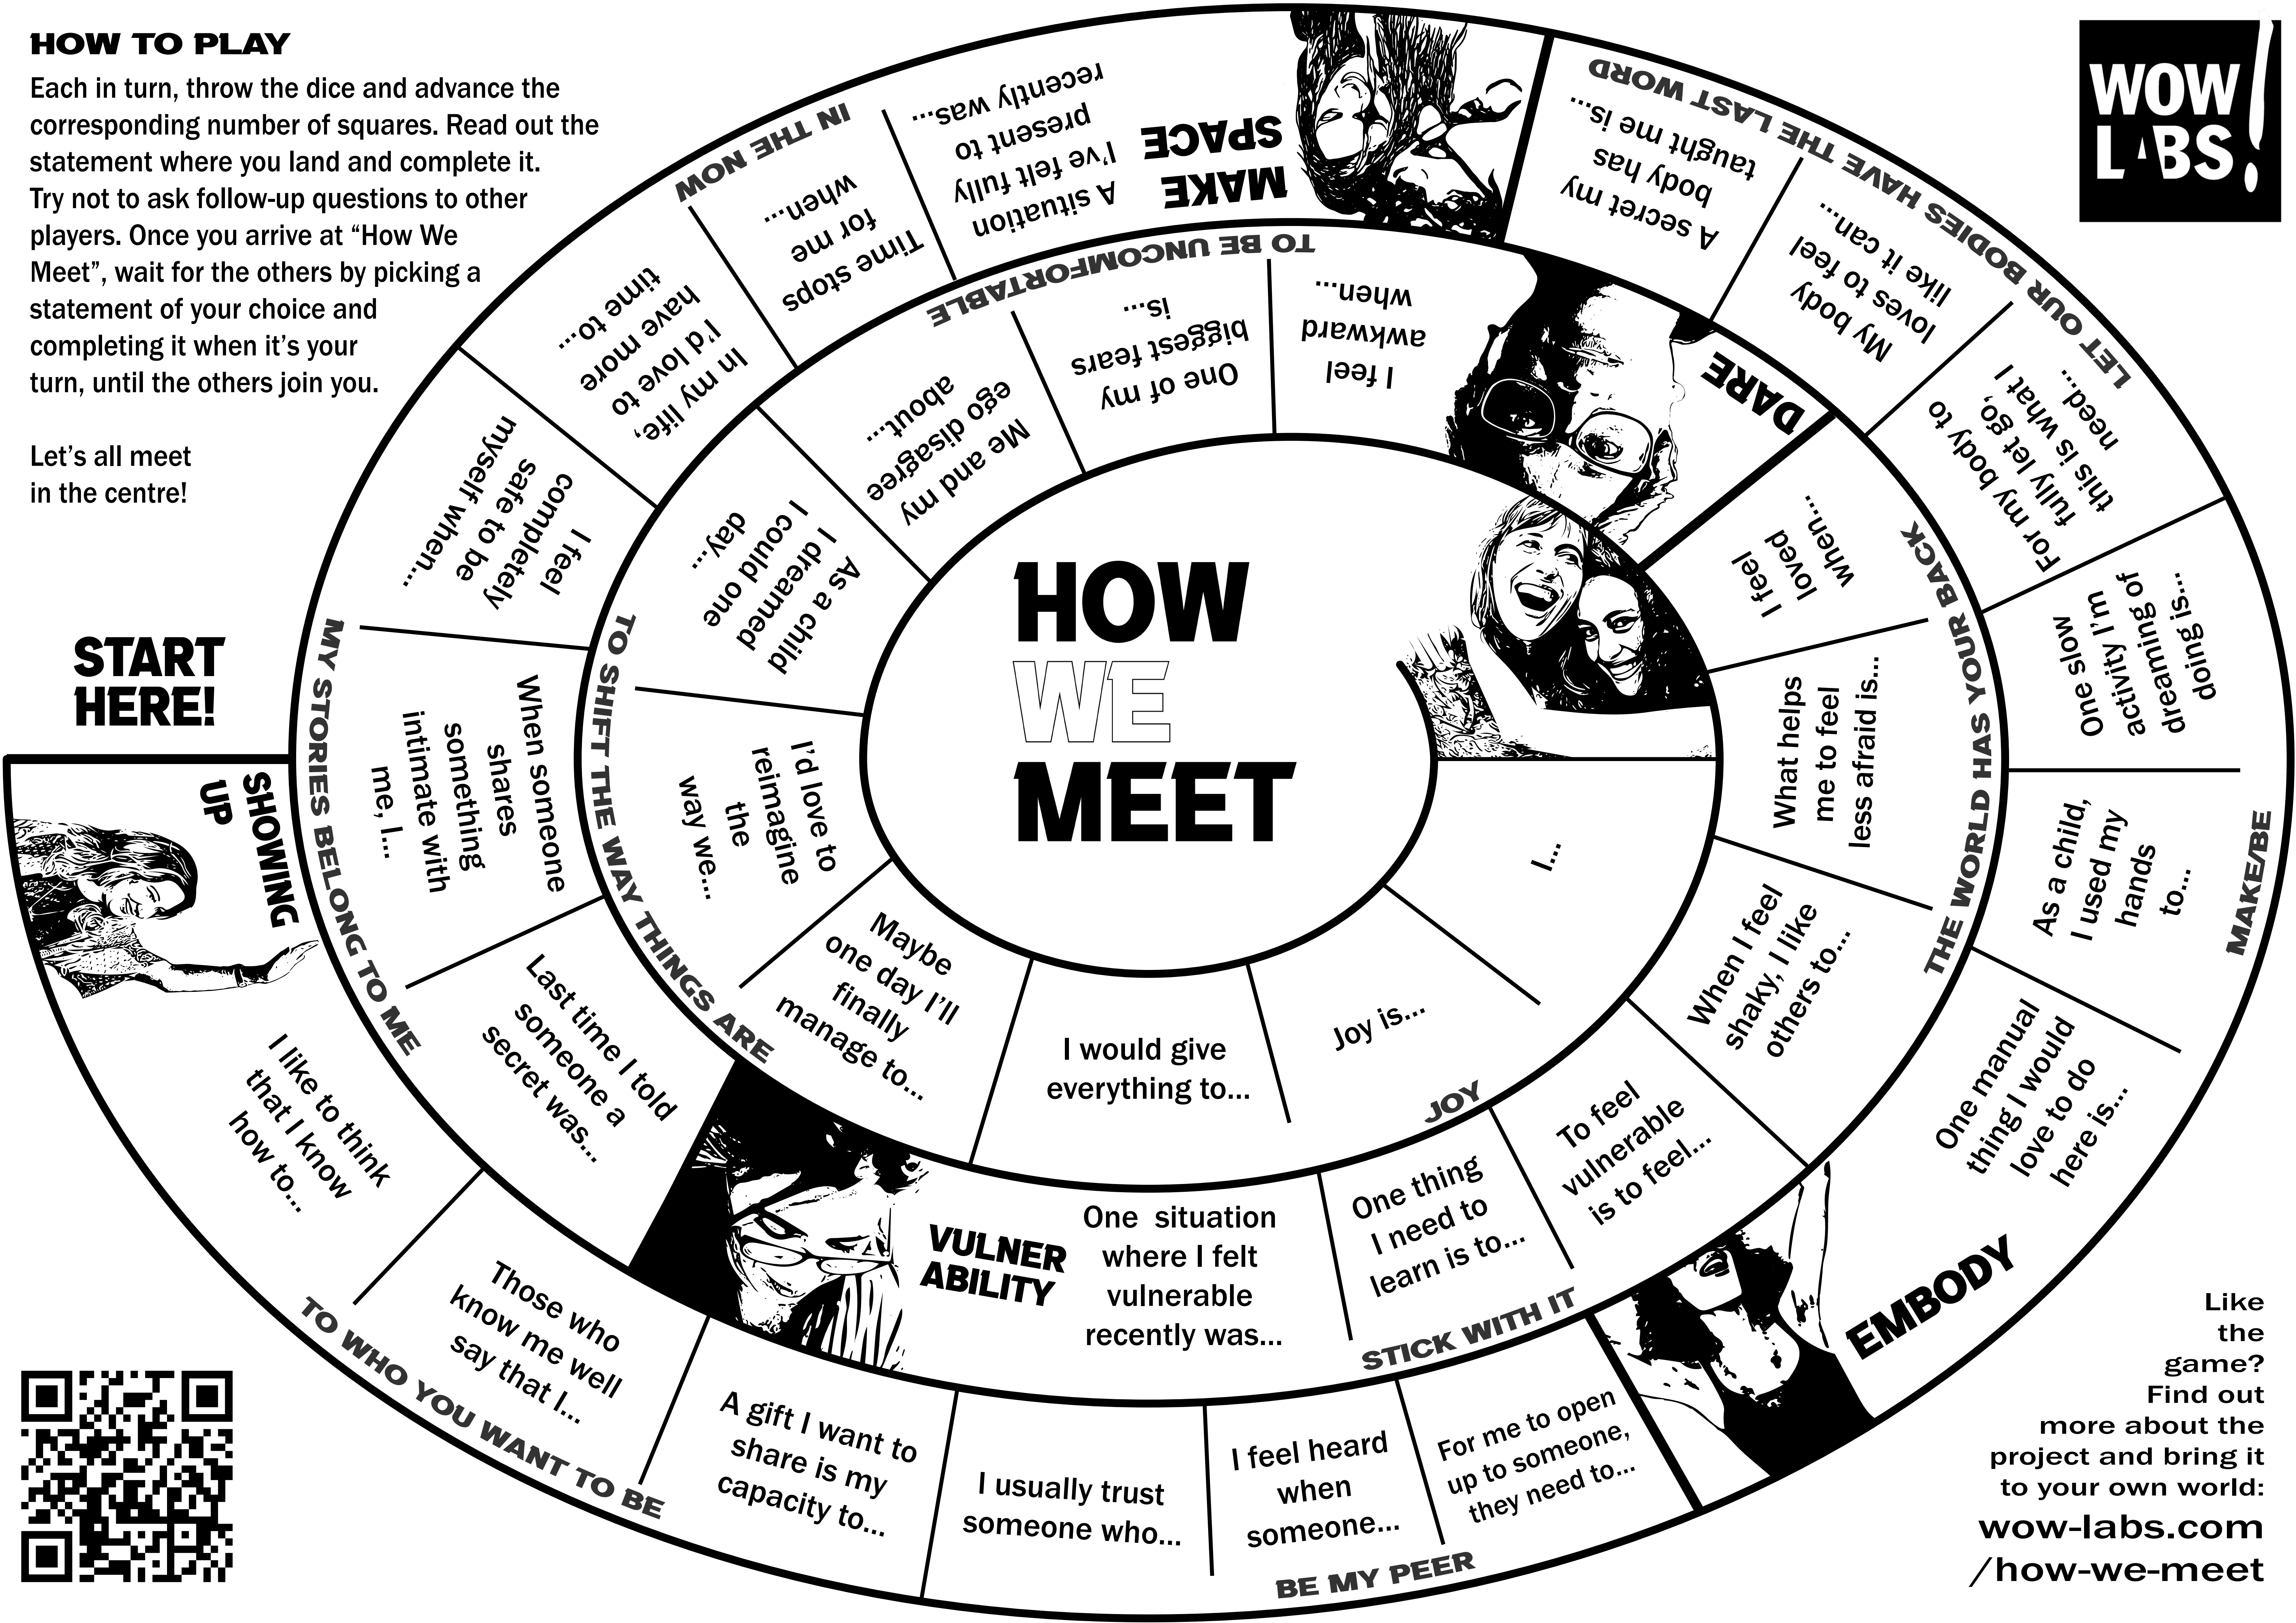 HOW TO PLAY
Each in turn, throw the dice and advance the
corresponding number of squares. Read out the
statement where you land and complete it.
Try not to ask follow-up questions to other
players. Once you arrive at “How We
Meet”, wait for the others by picking a
statement of your choice and
completing it when it’s your
turn, until the others join you.
Let’s all meet
in the centre!
WOW
LABS!
START
HERE!
SHOWING
UP
I like to think
that I know
how to...
TO WHO YOU WANT TO BE
Those who
know me well
say that I...
A gift I want to
share is my
capacity to...
I usually trust
someone who...
I feel heard
when
someone...
BE MY PEER
For me to open
up to someone,
they need to...
EMBODY
One manual
thing I would
love to do
here is...
MAKE/BE
As a child,
I used my
hands
to...
One slow
activity I’m
dreaming of
doing is...
LET OUR BODIES HAVE THE LAST WORD
For my body to
fully let go,
this is what I
need...
My body
loves to feel
like it can...
A secret my
body has
taught me is...
MAKE
SPACE
A situation
I’ve felt fully
present to
recently was...
IN THE NOW
Time stops
for me
when...
In my life,
I’d love to
have more
time to...
I feel
completely
safe to be
myself when...
MY STORIES BELONG TO ME
When someone
shares
something
intimate with
me, I...
Last time I told
someone a
secret was...
VULNER
ABILITY
One situation
where I felt
vulnerable
recently was...
One thing
I need to
learn is to...
STICK WITH IT
To feel
vulnerable
is to feel...
When I feel
shaky, I like
others to...
THE WORLD HAS YOUR BACK
What helps
me to feel
less afraid is...
I feel
loved
when...
DARE
I feel
awkward
when...
TO BE UNCOMFORTABLE
One of my
biggest fears
is...
Me and my
ego disagree
about...
As a child
I dreamed
I could one
day...
TO SHIFT THE WAY THINGS ARE
I’d love to
reimagine
the
way we...
Maybe
one day I’ll
finally
manage to...
I would give
everything to...
Joy is...
JOY
I...
HOW
WE
MEET
Like
the
game?
Find out
more about the
project and bring it
to your own world:
wow-labs.com
/how-we-meet